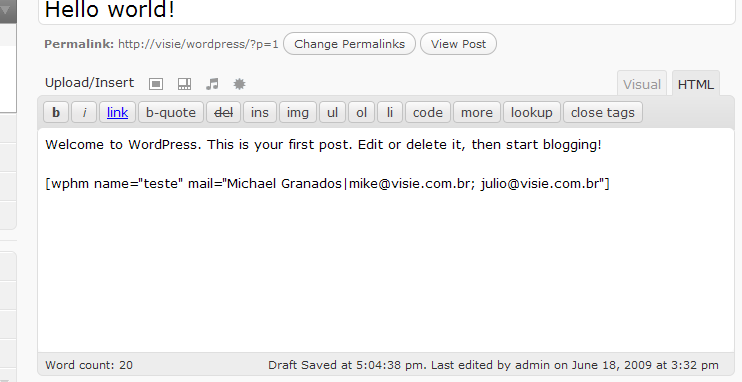 Hello world!
Permalink: http://visie/wordpress/?p=1 Change Permalinks View Post
Upload/Insert Visual HTML
b i link b-quote del ins img ul ol li code more lookup close tags
Welcome to WordPress. This is your first post. Edit or delete it, then start blogging!
[wphm name="teste" mail="Michael Granados|mike@visie.com.br; julio@visie.com.br"]
Word count: 20 Draft Saved at 5:04:38 pm. Last edited by admin on June 18, 2009 at 3:32 pm